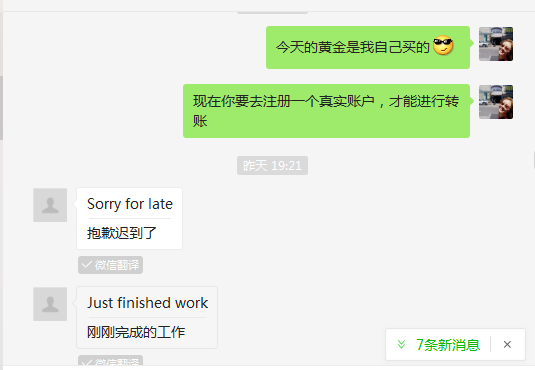 今天的黄金是我自己买的
现在你要去注册一个真实账户，才能进行转
账
昨天 19:21
Sorry for late
抱歉迟到了
微信翻译
Just finished work
刚刚完成的工作
微信翻译
7条新消息